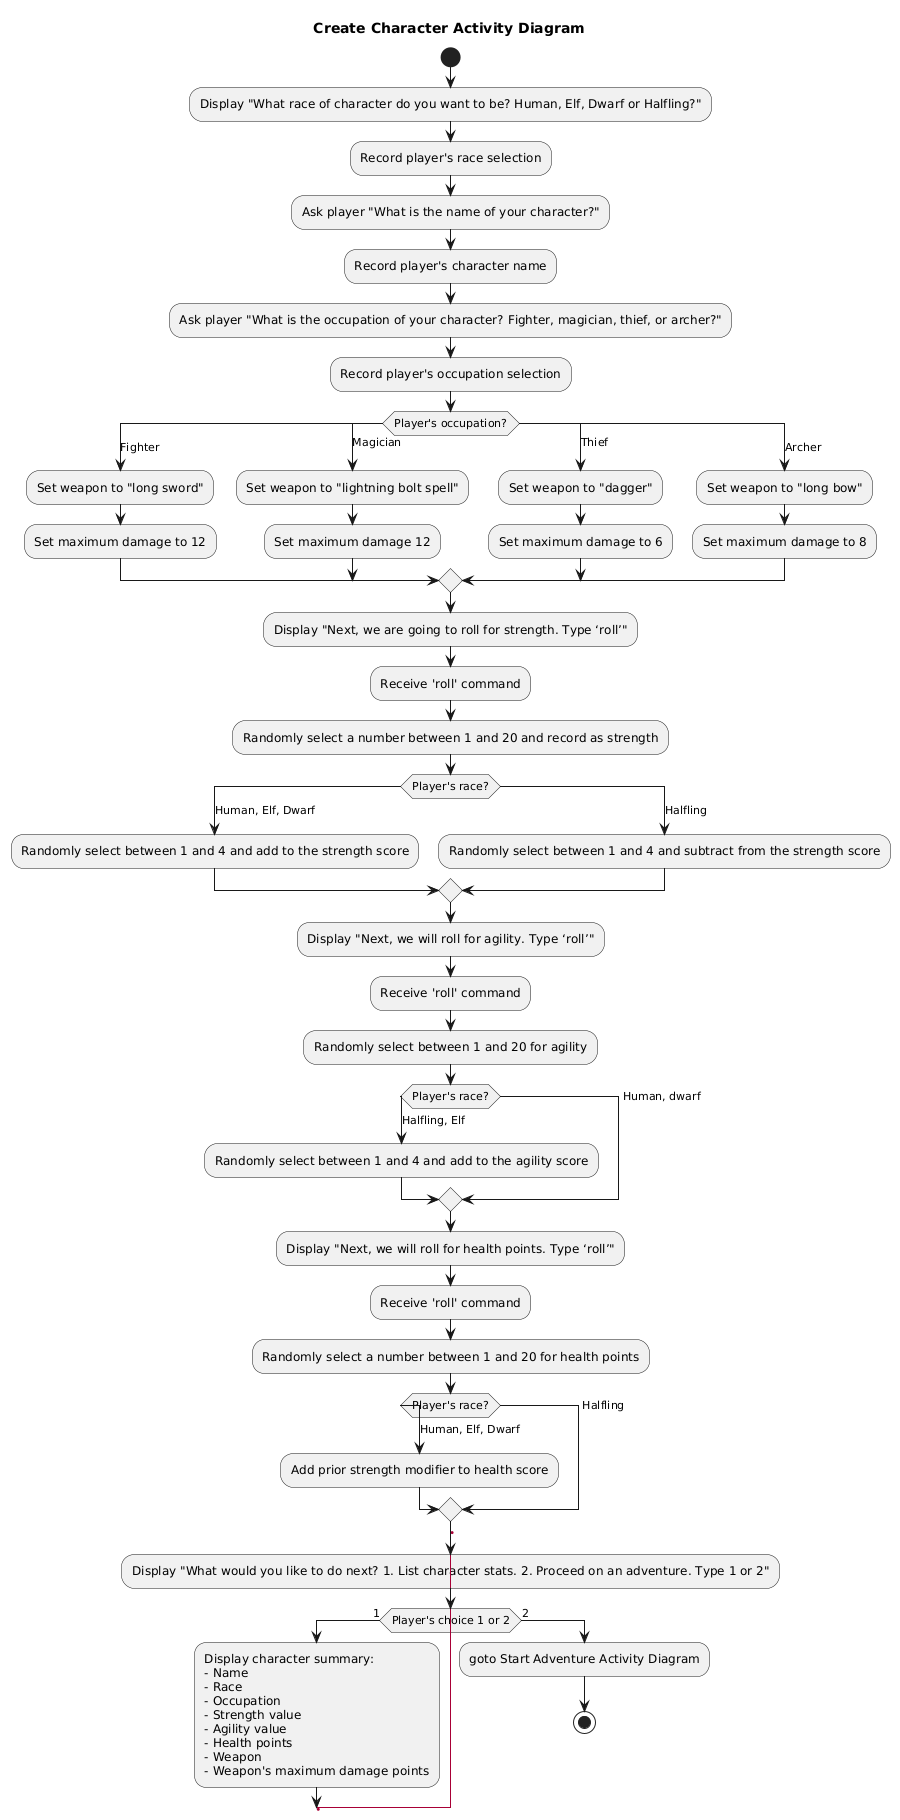 Create Character Activity Diagram
Display "What race of character do you want to be? Human, Elf, Dwarf or Halfling?"
Record player's race selection
Ask player "What is the name of your character?"
Record player's character name
Ask player "What is the occupation of your character? Fighter, magician, thief, or archer?"
Record player's occupation selection
Player's occupation?
Fighter
Magician
Thief
Archer
Set weapon to "long sword"
Set weapon to "lightning bolt spell"
Set weapon to "dagger"
Set weapon to "long bow"
Set maximum damage to 12
Set maximum damage 12
Set maximum damage to 6
Set maximum damage to 8
Display "Next, we are going to roll for strength. Type ‘roll’"
Receive 'roll' command
Randomly select a number between 1 and 20 and record as strength
Player's race?
Human, Elf, Dwarf
Halfling
Randomly select between 1 and 4 and add to the strength score
Randomly select between 1 and 4 and subtract from the strength score
Display "Next, we will roll for agility. Type ‘roll’"
Receive 'roll' command
Randomly select between 1 and 20 for agility
Player's race?
Human, dwarf
Halfling, Elf
Randomly select between 1 and 4 and add to the agility score
Display "Next, we will roll for health points. Type ‘roll’"
Receive 'roll' command
Randomly select a number between 1 and 20 for health points
Player's race?
Halfling
Human, Elf, Dwarf
Add prior strength modifier to health score
Display "What would you like to do next? 1. List character stats. 2. Proceed on an adventure. Type 1 or 2"
1
Player's choice 1 or 2
2
Display character summary:
- Name
- Race
- Occupation
- Strength value
- Agility value
- Health points
- Weapon
- Weapon's maximum damage points
goto Start Adventure Activity Diagram